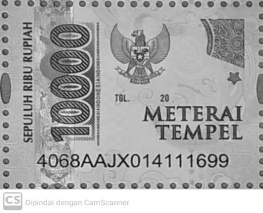 SEPULUH RIBU RUPIAH
10000
TGL. 20
METERAI
TEMPEL
4068AAJX014111699
CS Dipindai dengan CamScanner